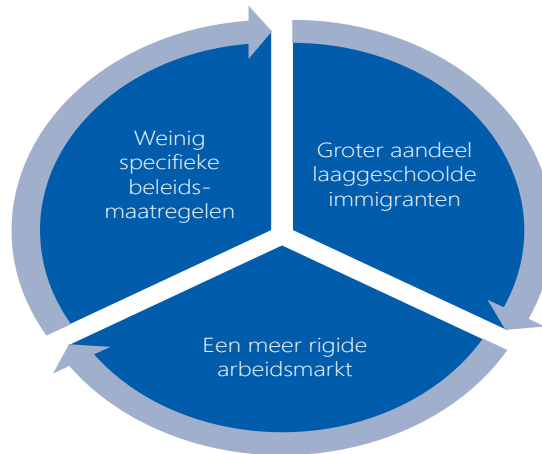 Weinig
specifieke
beleids-
maatregelen
Groter aandeel
laaggeschoolde
immigranten
Een meer rigide
arbeidsmarkt